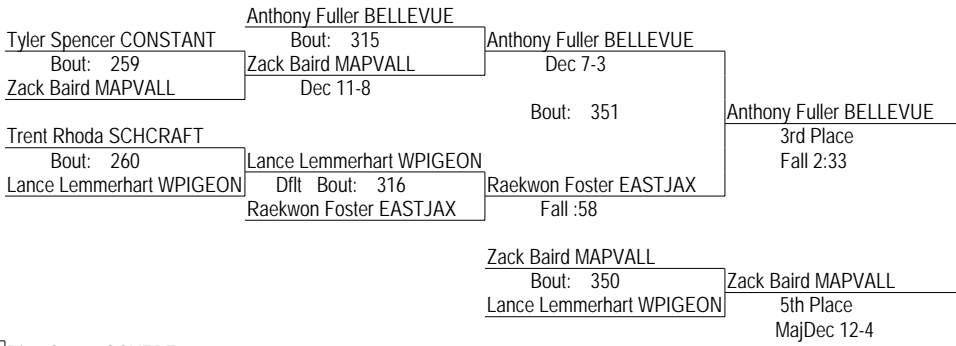 Anthony Fuller BELLEVUE
Tyler Spencer CONSTANT
Bout: 315
Anthony Fuller BELLEVUE
Bout: 259
Zack Baird MAPVALL
Dec 7-3
Zack Baird MAPVALL
Dec 11-8
Bout: 351
Anthony Fuller BELLEVUE
Trent Rhoda SCHCRAFT
3rd Place
Bout: 260
Lance Lemmerhart WPIGEON
Fall 2:33
Lance Lemmerhart WPIGEON
Dflt Bout: 316
Raekwon Foster EASTJAX
Raekwon Foster EASTJAX
Fall :58
Zack Baird MAPVALL
Bout: 350
Zack Baird MAPVALL
Lance Lemmerhart WPIGEON
5th Place
MajDec 12-4